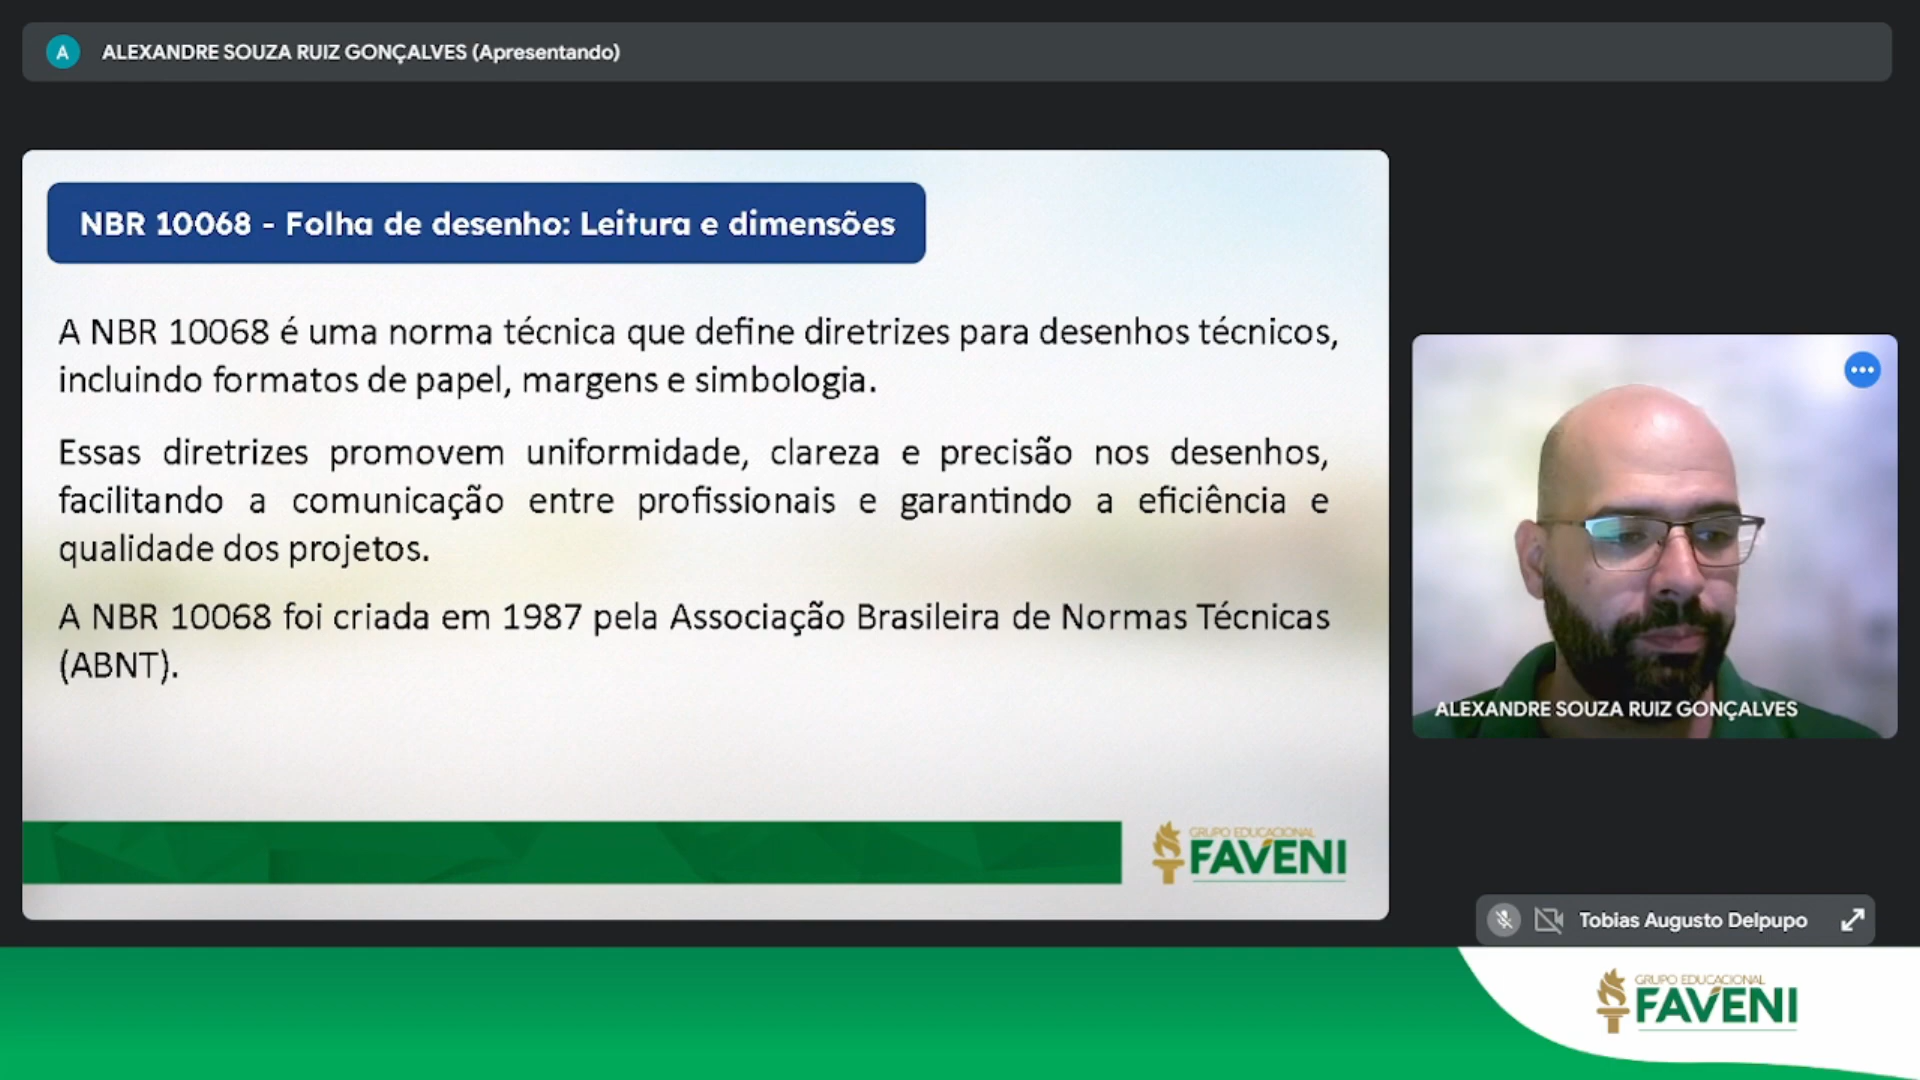 A
ALEXANDRE SOUZA RUIZ GONÇALVES (Apresentando)
NBR 10068 - Folha de desenho: Leitura e dimensões
A NBR 10068 é uma norma técnica que define diretrizes para desenhos técnicos,
incluindo formatos de papel, margens e simbologia.
Essas diretrizes promovem uniformidade, clareza e precisão nos desenhos,
facilitando a comunicação entre profissionais e garantindo a eficiência e
qualidade dos projetos.
A NBR 10068 foi criada em 1987 pela Associação Brasileira de Normas Técnicas
(ABNT).
GRUPO EDUCACIONAL
FAVENI
ALEXANDRE SOUZA RUIZ GONÇALVES
Tobias Augusto Delpupo
GRUPO EDUCACIONAL
FAVENI